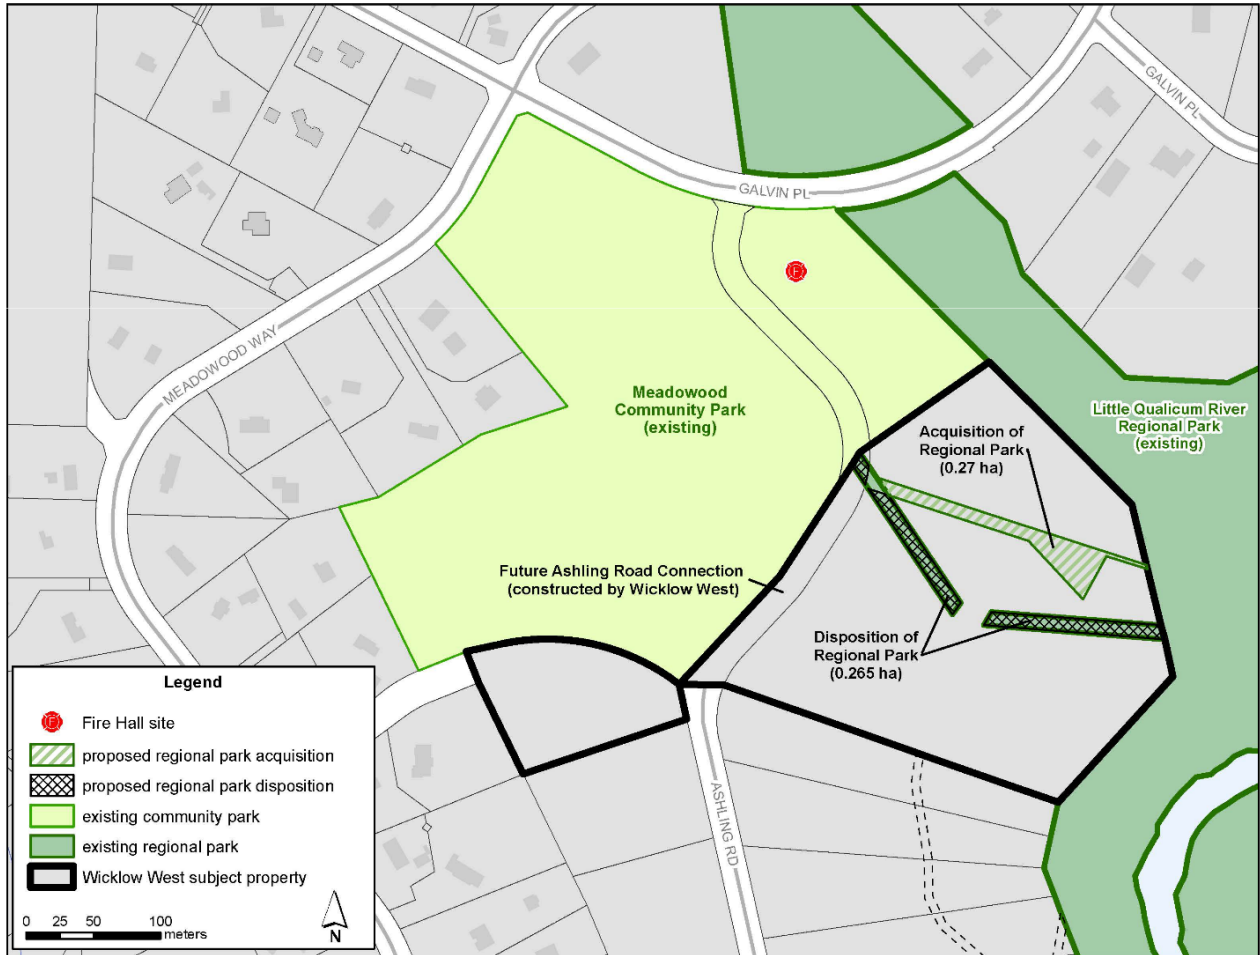 GALVIN PL
GALVIN PL
MEADOWOOD WAY
F
Meadowood
Community Park
(existing)
Little Qualicum River
Regional Park
(existing)
Acquisition of
Regional Park
(0.27 ha)
Future Ashling Road Connection
(constructed by Wicklow West)
Disposition of
Regional Park
(0.265 ha)
ASHLING RD
Legend
F
Fire Hall site
proposed regional park acquisition
proposed regional park disposition
existing community park
existing regional park
Wicklow West subject property
0 25 50 100
meters
N